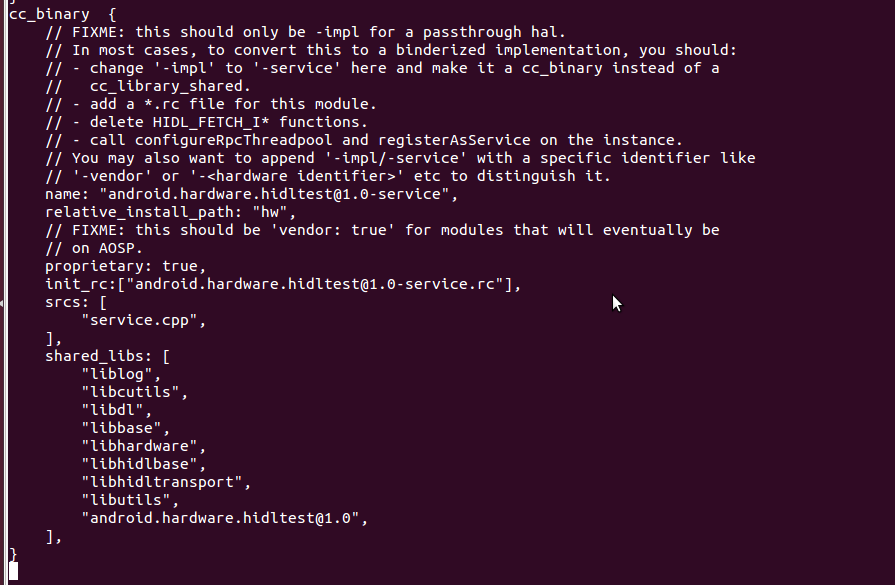 cc_binary  {
    // FIXME: this should only be -impl for a passthrough hal.
    // In most cases, to convert this to a binderized implementation, you should:
    // - change '-impl' to '-service' here and make it a cc_binary instead of a
    //   cc_library_shared.
    // - add a *.rc file for this module.
    // - delete HIDL_FETCH_I* functions.
    // - call configureRpcThreadpool and registerAsService on the instance.
    // You may also want to append '-impl/-service' with a specific identifier like
    // '-vendor' or '-<hardware identifier>' etc to distinguish it.
    name: "android.hardware.hidltest@1.0-service",
    relative_install_path: "hw",
    // FIXME: this should be 'vendor: true' for modules that will eventually be
    // on AOSP.
    proprietary: true,
    init_rc:["android.hardware.hidltest@1.0-service.rc"],
    srcs: [
        "service.cpp",
    ],
    shared_libs: [
        "liblog",
        "libcutils",
        "libdl",
        "libbase",
        "libhardware",
        "libhidlbase",
        "libhidltransport",
        "libutils",
        "android.hardware.hidltest@1.0",
    ],
}